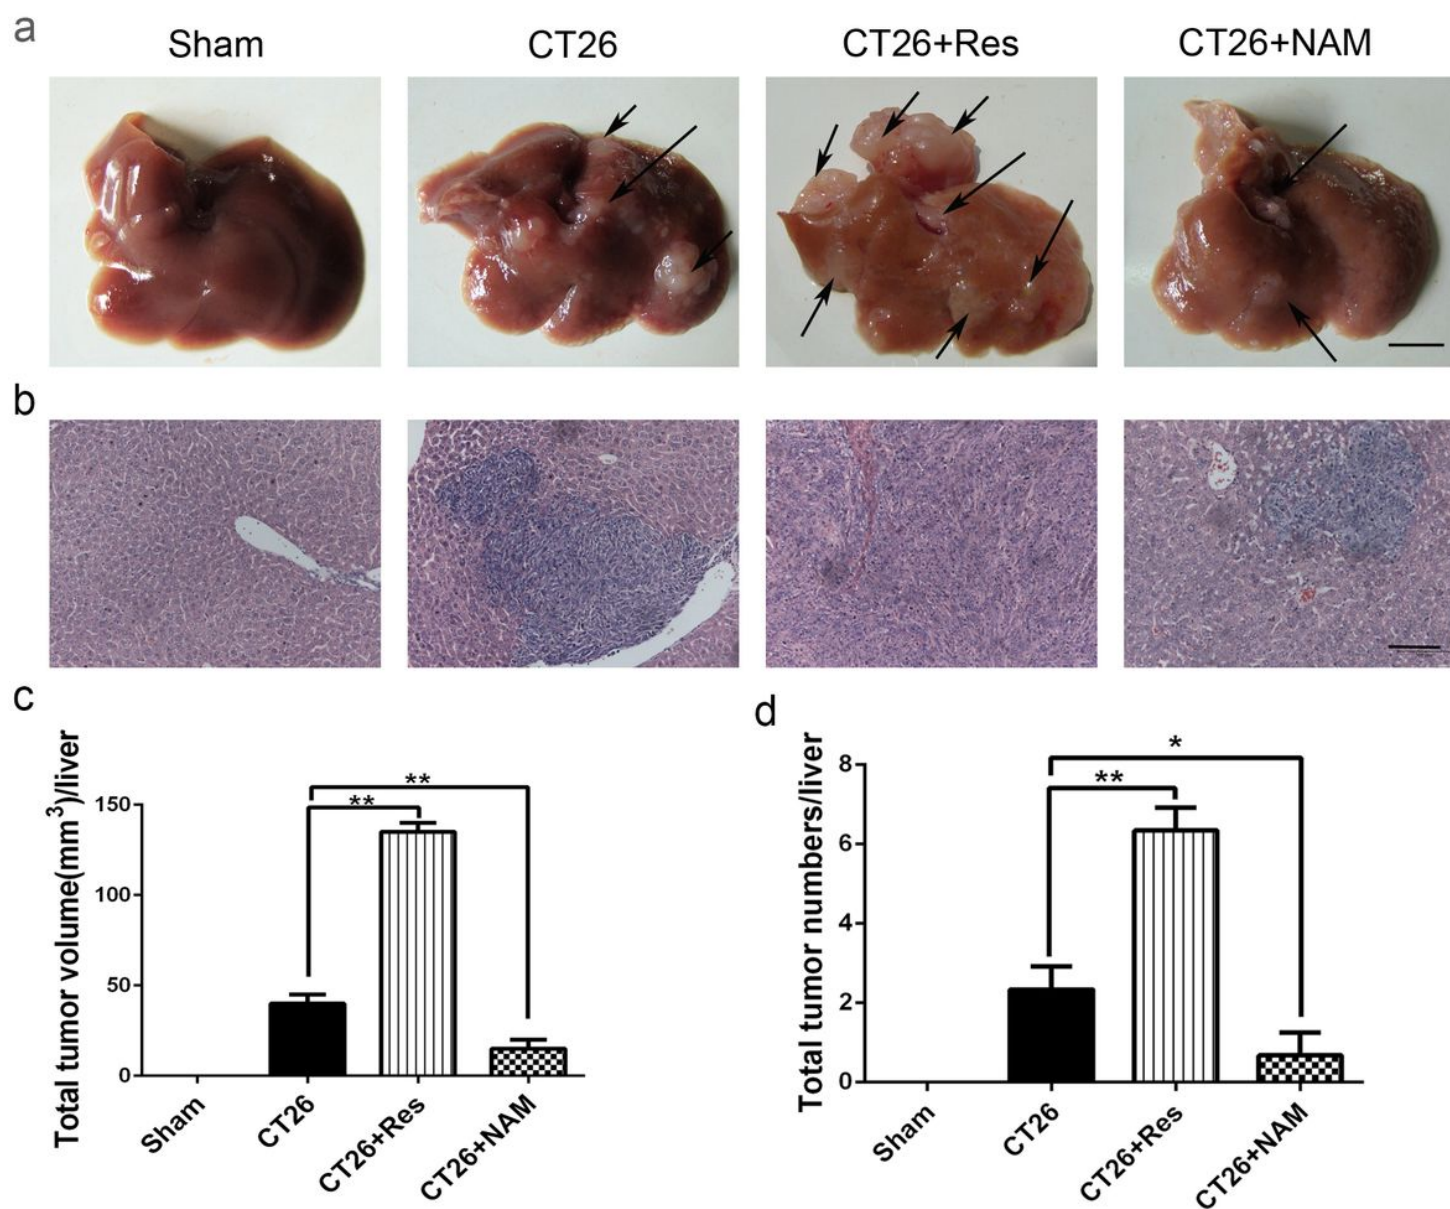 a
Sham
CT26
CT26+Res
CT26+NAM
b
c
Total tumor volume(mm³)/liver
150
100
50
0
**
**
Sham
CT26
CT26+Res
CT26+NAM
d
Total tumor numbers/liver
8
6
4
2
0
*
**
Sham
CT26
CT26+Res
CT26+NAM